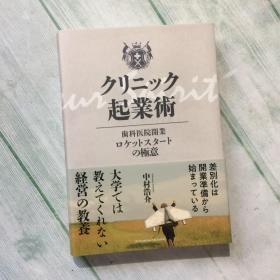 クリニック
起業術
歯科医院開業
ロケットスタート
の極意
中村浩介
差別化は
開業準備から
始まっている
大学では
教えてくれない
経営の教養